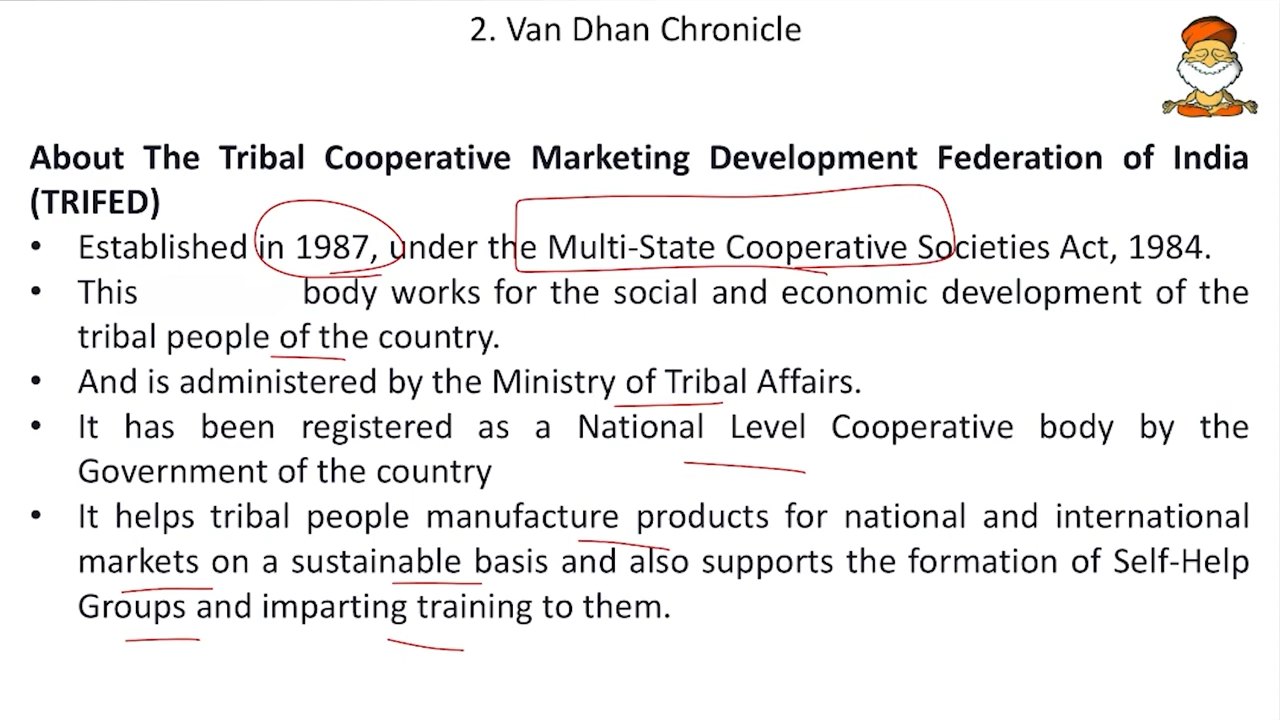 2. Van Dhan Chronicle
About The Tribal Cooperative Marketing Development Federation of India
(TRIFED)
• Established in 1987, under the Multi-State Cooperative Societies Act, 1984.
• This body works for the social and economic development of the
tribal people of the country.
• And is administered by the Ministry of Tribal Affairs.
• It has been registered as a National Level Cooperative body by the
Government of the country
• It helps tribal people manufacture products for national and international
markets on a sustainable basis and also supports the formation of Self-Help
Groups and imparting training to them.